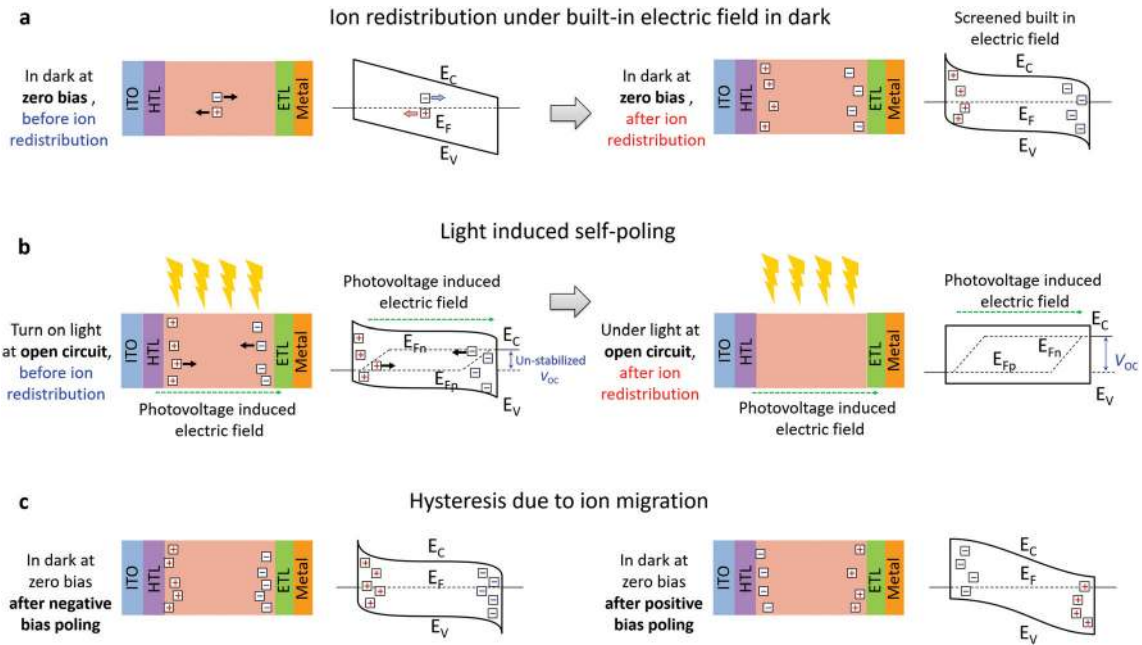 a
Ion redistribution under built-in electric field in dark
In dark at
zero bias ,
before ion
redistribution
ITO
HTL
ETL
Metal
E_C
E_F
E_V
In dark at
zero bias ,
after ion
redistribution
ITO
HTL
ETL
Metal
Screened built in
electric field
E_C
E_F
E_V
b
Light induced self-poling
Turn on light
at open circuit,
before ion
redistribution
ITO
HTL
ETL
Metal
Photovoltage induced
electric field
Photovoltage induced
electric field
E_C
E_Fn
E_Fp
E_V
Un-stabilized
V_OC
Under light at
open circuit,
after ion
redistribution
ITO
HTL
ETL
Metal
Photovoltage induced
electric field
Photovoltage induced
electric field
E_C
E_Fn
E_Fp
E_V
V_OC
c
Hysteresis due to ion migration
In dark at
zero bias
after negative
bias poling
ITO
HTL
ETL
Metal
E_C
E_F
E_V
In dark at
zero bias
after positive
bias poling
ITO
HTL
ETL
Metal
E_C
E_F
E_V